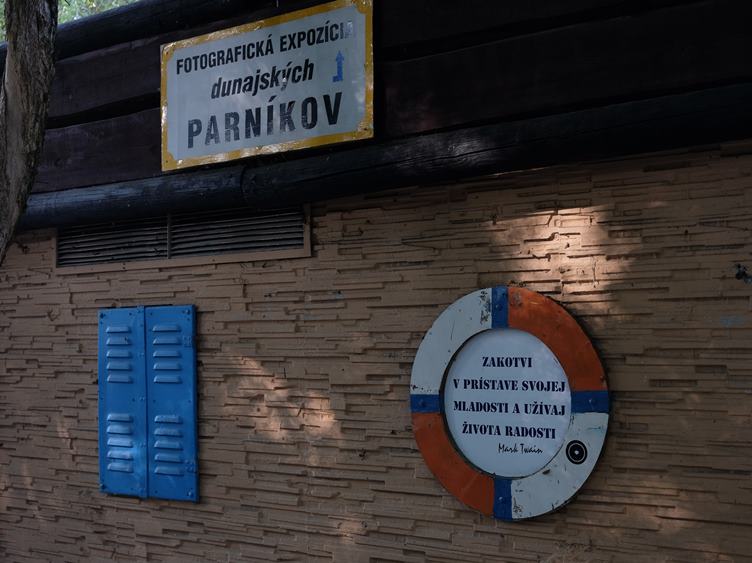 FOTOGRAFICKÁ EXPOZÍCIA
dunajských
PARNÍKOV
ZAKOTVI
V PRÍSTAVE SVOJEJ
MLADOSTI A UŽÍVAJ
ŽIVOTA RADOSTI
Mark Twain